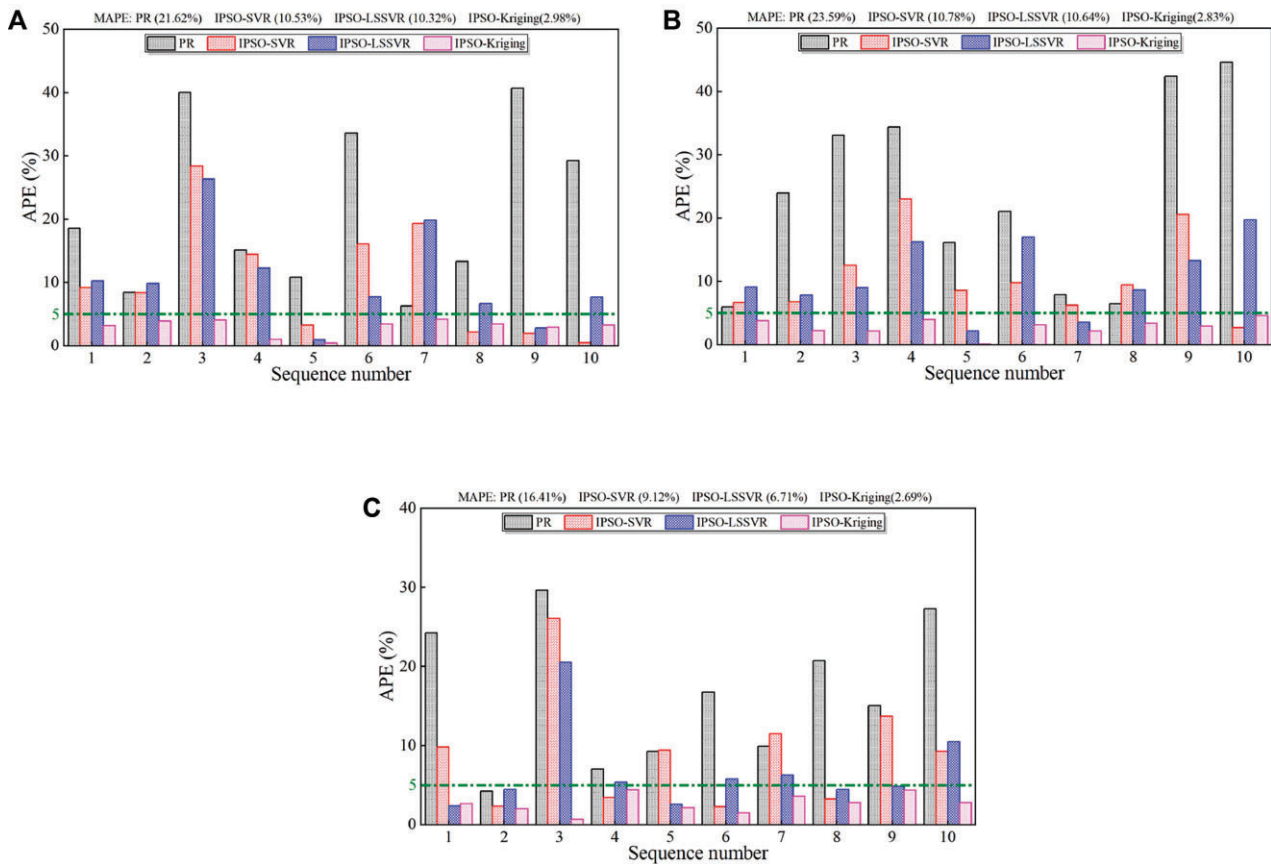 A
MAPE: PR (21.62%) IPSO-SVR (10.53%) IPSO-LSSVR (10.32%) IPSO-Kriging(2.98%)
PR IPSO-SVR IPSO-LSSVR IPSO-Kriging
APE (%)
50
40
30
20
10
5
0
1 2 3 4 5 6 7 8 9 10
Sequence number
B
MAPE: PR (23.59%) IPSO-SVR (10.78%) IPSO-LSSVR (10.64%) IPSO-Kriging(2.83%)
PR IPSO-SVR IPSO-LSSVR IPSO-Kriging
APE (%)
50
40
30
20
10
5
0
1 2 3 4 5 6 7 8 9 10
Sequence number
C
MAPE: PR (16.41%) IPSO-SVR (9.12%) IPSO-LSSVR (6.71%) IPSO-Kriging(2.69%)
PR IPSO-SVR IPSO-LSSVR IPSO-Kriging
APE (%)
40
30
20
10
5
0
1 2 3 4 5 6 7 8 9 10
Sequence number